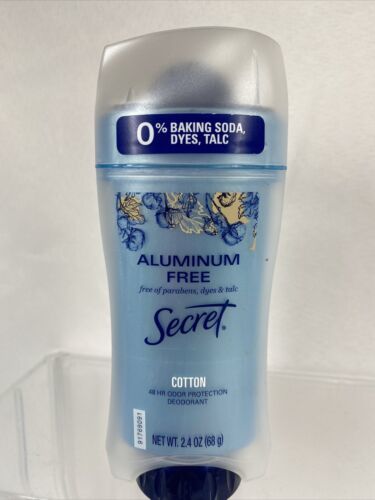 0% BAKING SODA,
DYES, TALC
ALUMINUM
FREE
free of parabens, dyes & talc
Secret®
COTTON
48 HR ODOR PROTECTION
DEODORANT
91769091
NET WT. 2.4 OZ (68 g)